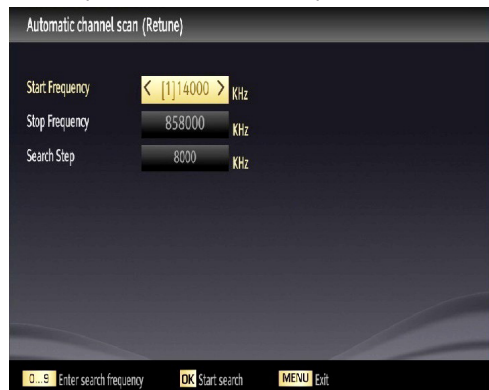 Automatic channel scan (Retune)
Start Frequency < [1]14000 > KHz
Stop Frequency 858000 KHz
Search Step 8000 KHz
0...9 Enter search frequency OK Start search MENU Exit